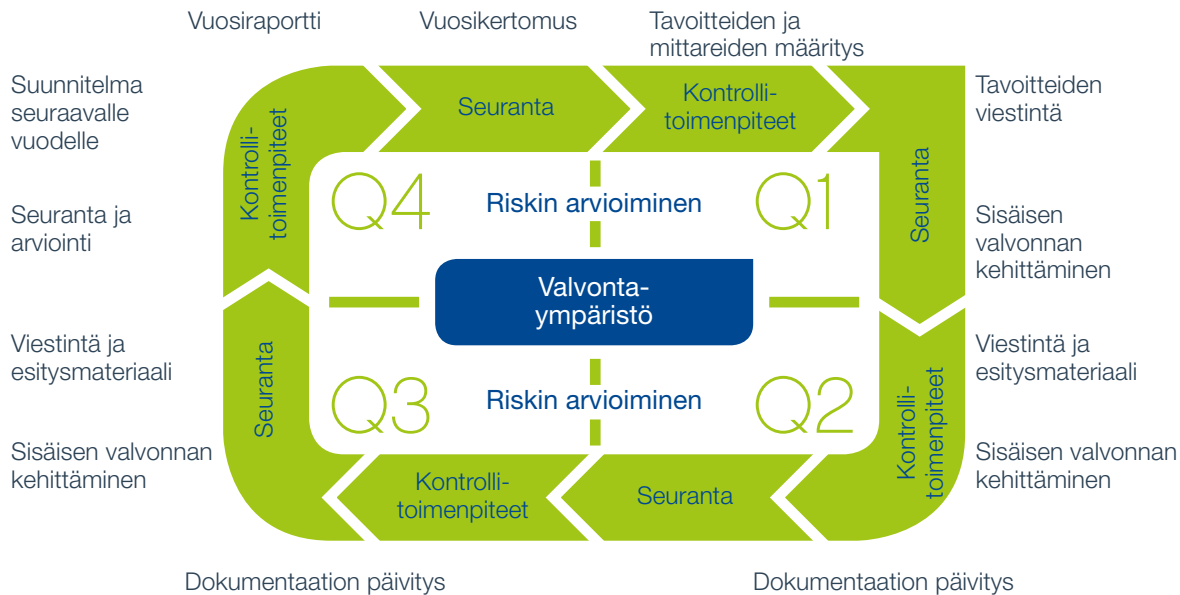 Vuosiraportti
Vuosikertomus
Tavoitteiden ja
mittareiden määritys
Suunnitelma
seuraavalle
vuodelle
Seuranta ja
arviointi
Viestintä ja
esitysmateriaali
Sisäisen valvonnan
kehittäminen
Kontrolli-
toimenpiteet
Seuranta
Seuranta
Kontrolli-
toimenpiteet
Q4
Riskin arvioiminen
Q1
Valvonta-
ympäristö
Q3
Riskin arvioiminen
Q2
Kontrolli-
toimenpiteet
Seuranta
Seuranta
Kontrolli-
toimenpiteet
Tavoitteiden
viestintä
Sisäisen
valvonnan
kehittäminen
Viestintä ja
esitysmateriaali
Sisäisen valvonnan
kehittäminen
Dokumentaation päivitys
Dokumentaation päivitys